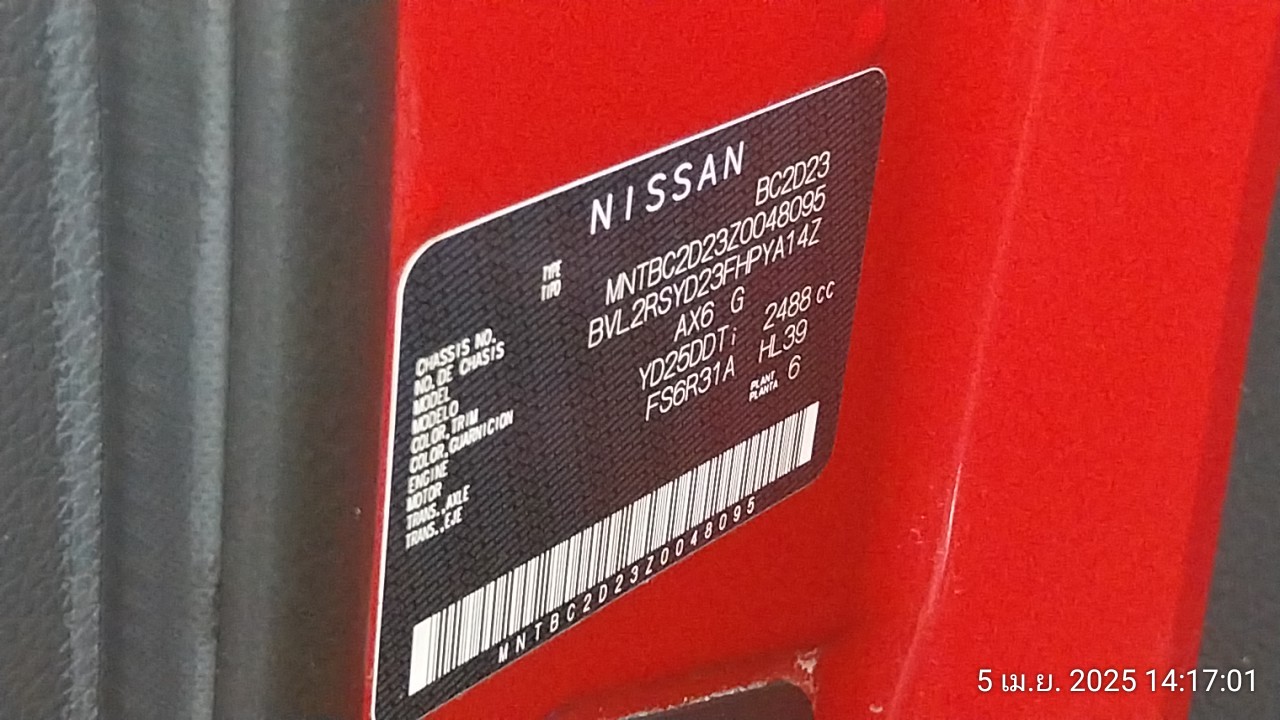 NISSAN
TYPE
TIPO
BC2D23
CHASSIS NO.
NO. DE CHASIS
MNTBC2D23Z0048095
MODEL
MODELO
BVL2RSYD23FHPYA14Z
COLOR,TRIM
COLOR,GUARNICION
AX6 G
ENGINE
MOTOR
YD25DDTi 2488 cc
TRANS.,AXLE
TRANS.,EJE
FS6R31A HL39
PLANT
PLANTA
6
MNTBC2D23Z0048095
5 เม.ย. 2025 14:17:01